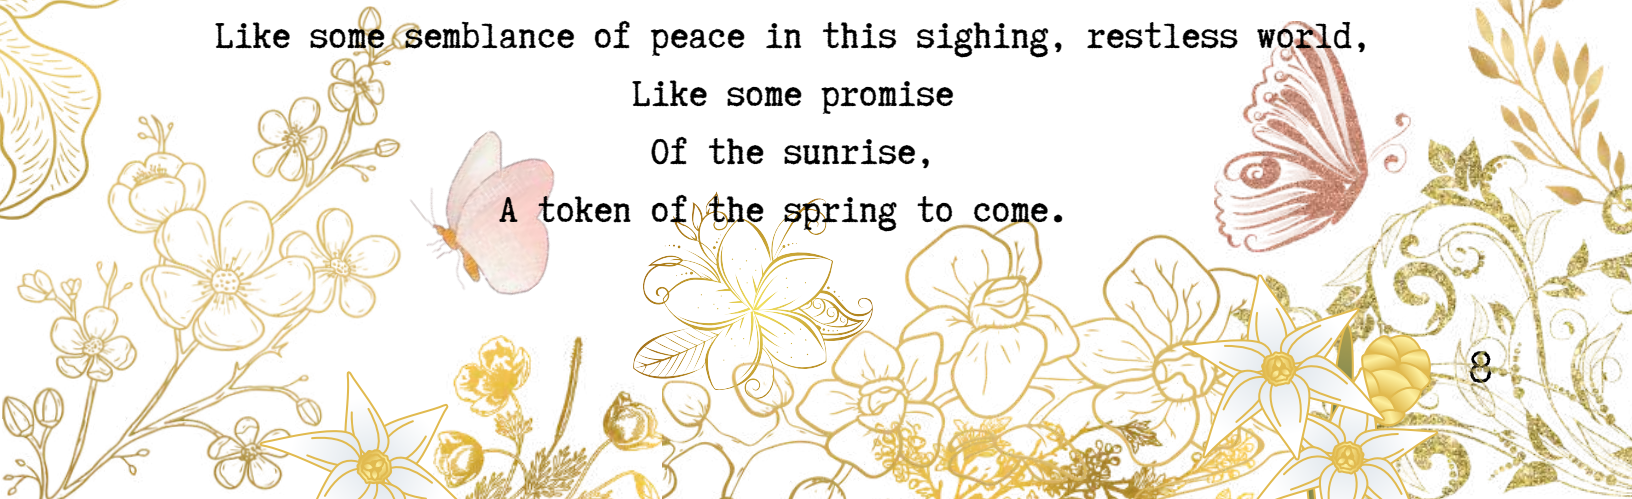 Like some semblance of peace in this sighing, restless world,
Like some promise
Of the sunrise,
A token of the spring to come.
8